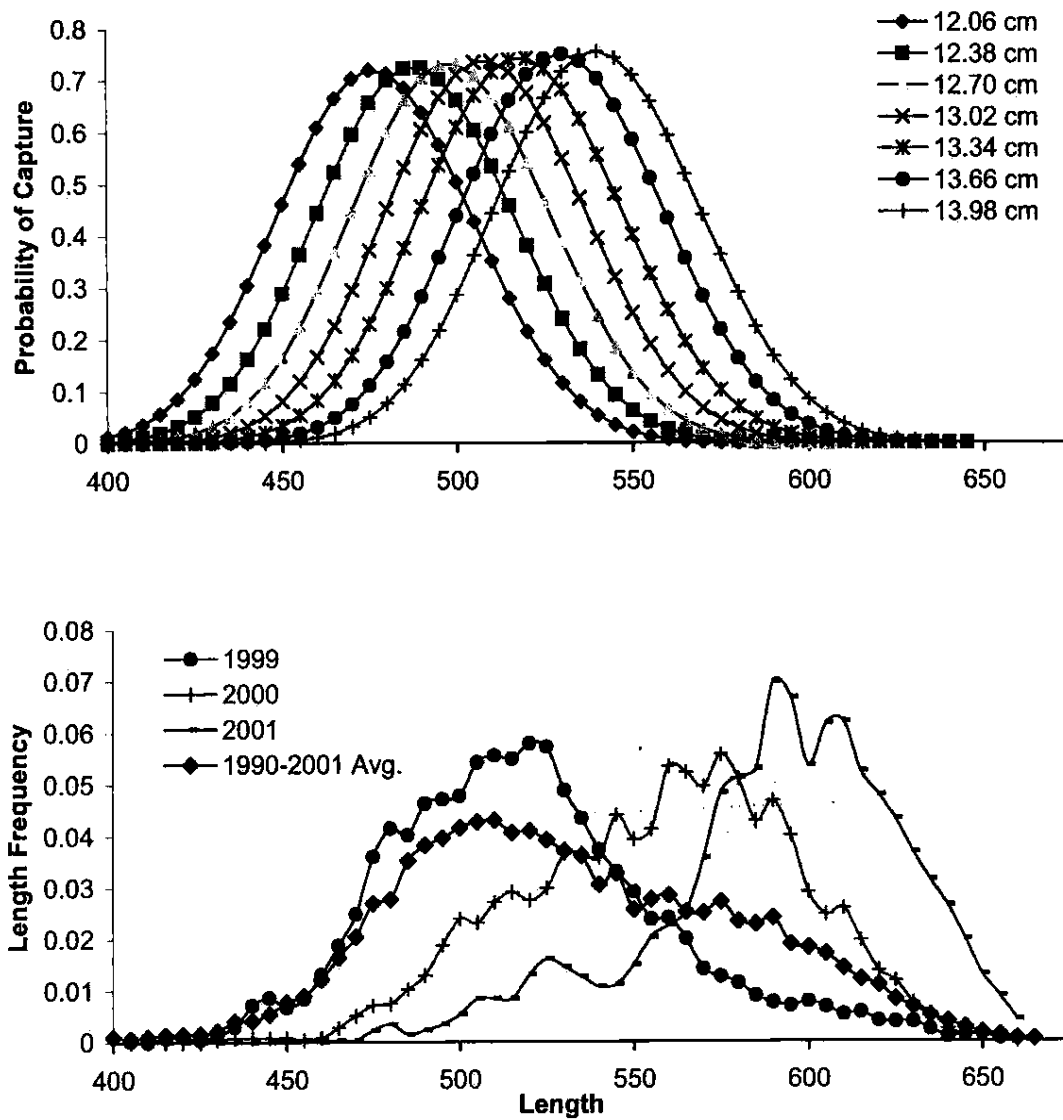 Probability of Capture
0.8
0.7
0.6
0.5
0.4
0.3
0.2
0.1
0
400 450 500 550 600 650
12.06 cm
12.38 cm
12.70 cm
13.02 cm
13.34 cm
13.66 cm
13.98 cm
Length Frequency
0.08
0.07
0.06
0.05
0.04
0.03
0.02
0.01
0
1999
2000
2001
1990-2001 Avg.
400 450 500 550 600 650
Length